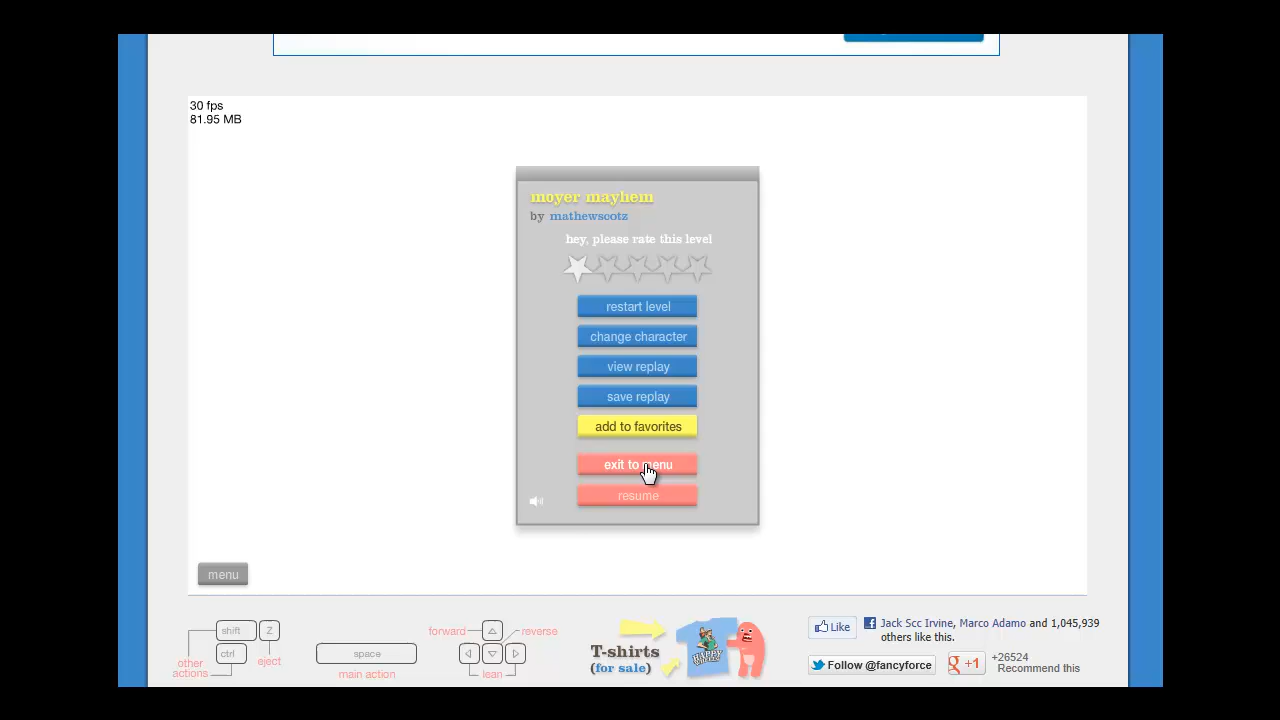 30 fps
81.95 MB
moyer mayhem
by mathewscotz
hey, please rate this level
restart level
change character
view replay
save replay
add to favorites
exit to menu
resume
menu
shift Z
ctrl
other actions
eject
space
main action
forward reverse
lean
T-shirts
(for sale)
HAPPY WHEELS
Like
Jack Scc Irvine, Marco Adamo and 1,045,939
others like this.
Follow @fancyforce
g +1
+26524
Recommend this